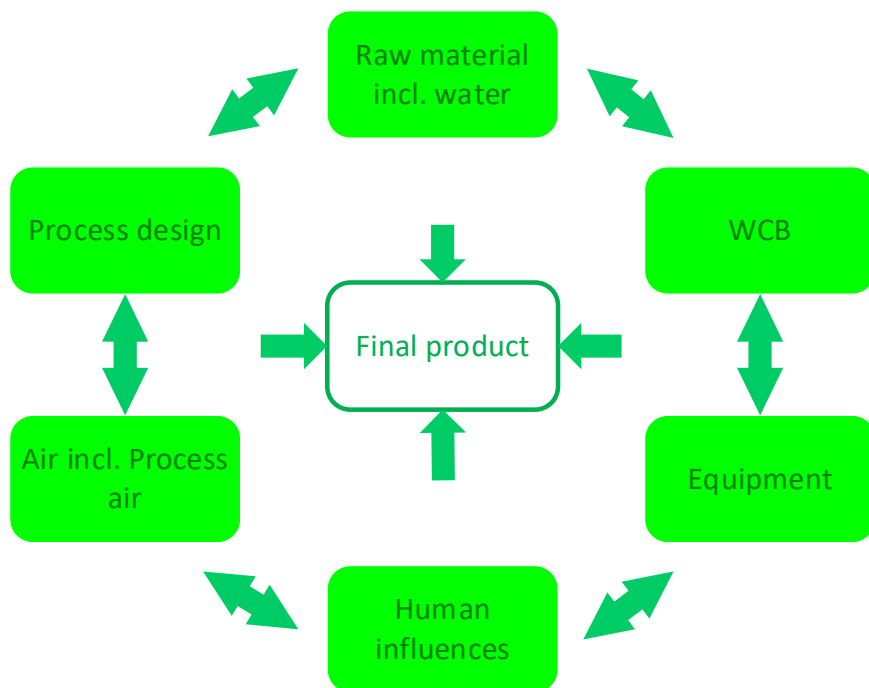 Raw material
incl. water
Process design
WCB
Final product
Air incl. Process
air
Equipment
Human
influences